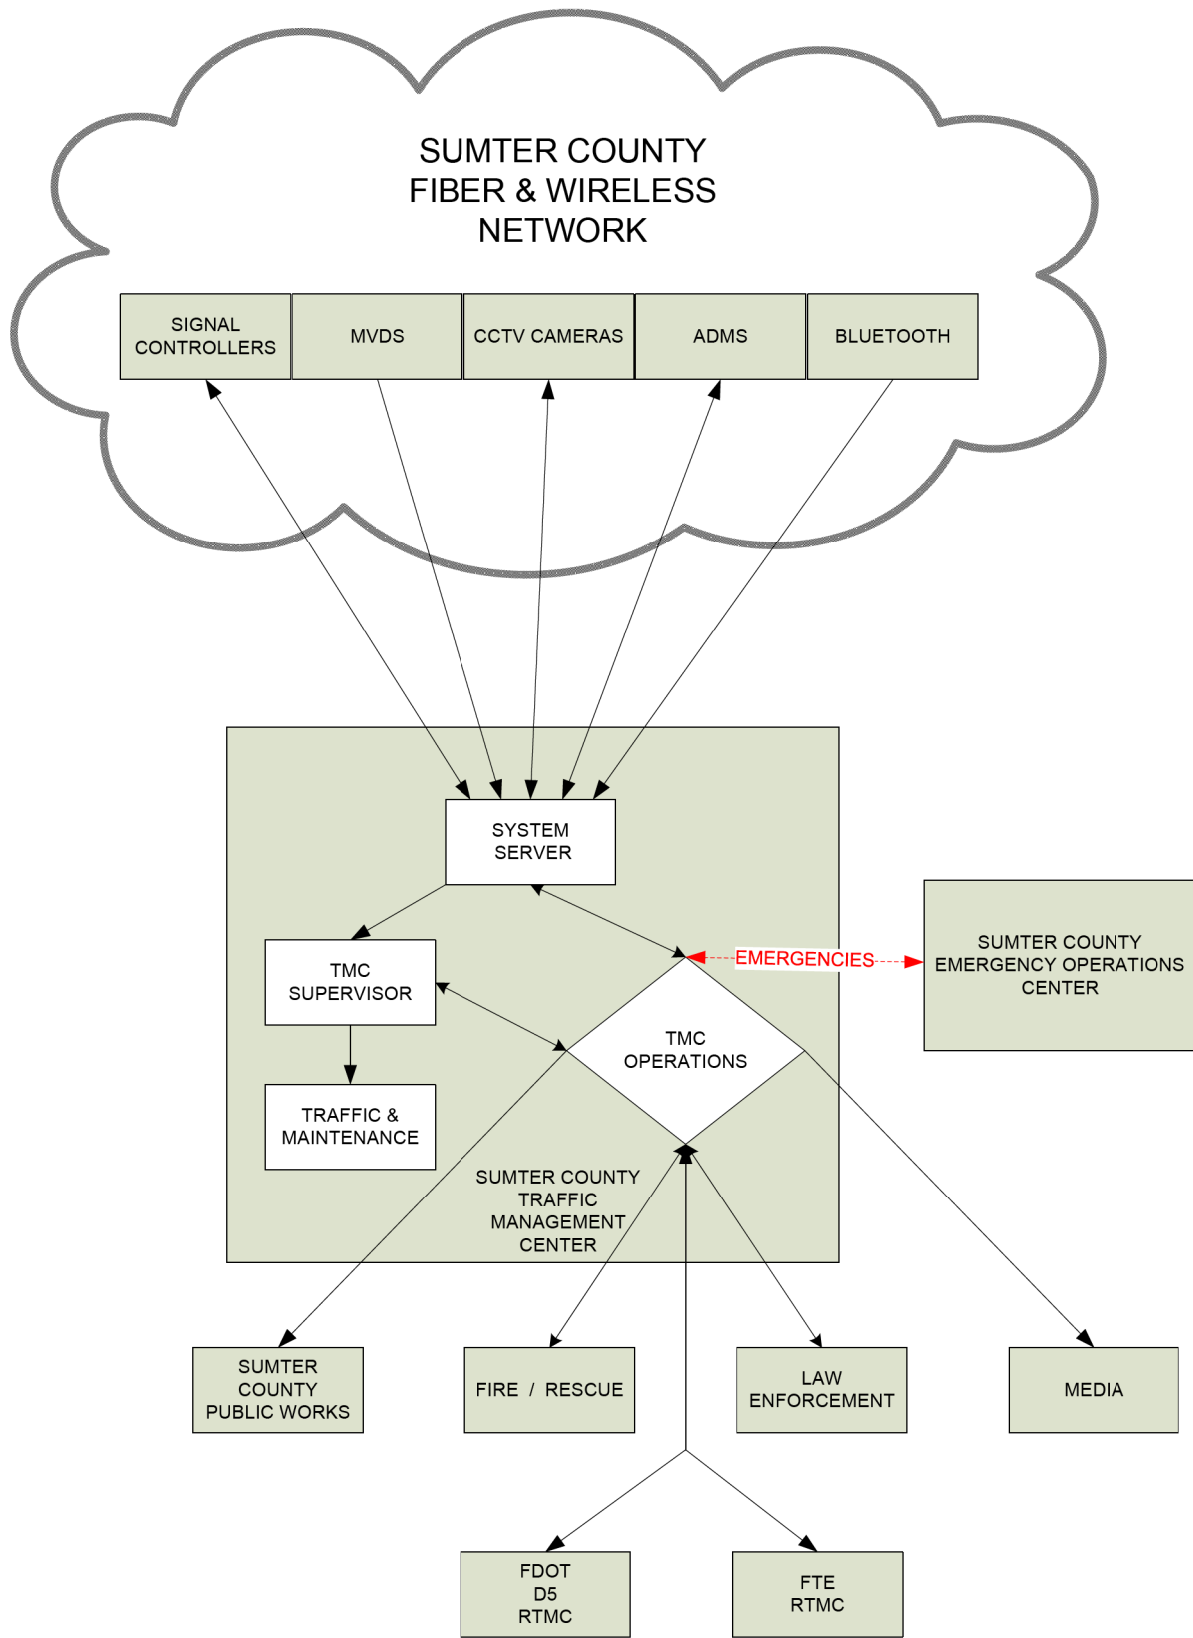 SUMTER COUNTY
FIBER & WIRELESS
NETWORK
SIGNAL
CONTROLLERS
MVDS
CCTV CAMERAS
ADMS
BLUETOOTH
SYSTEM
SERVER
TMC
SUPERVISOR
TRAFFIC &
MAINTENANCE
TMC
OPERATIONS
EMERGENCIES
SUMTER COUNTY
EMERGENCY OPERATIONS
CENTER
SUMTER COUNTY
TRAFFIC
MANAGEMENT
CENTER
SUMTER
COUNTY
PUBLIC WORKS
FIRE / RESCUE
LAW
ENFORCEMENT
MEDIA
FDOT
D5
RTMC
FTE
RTMC